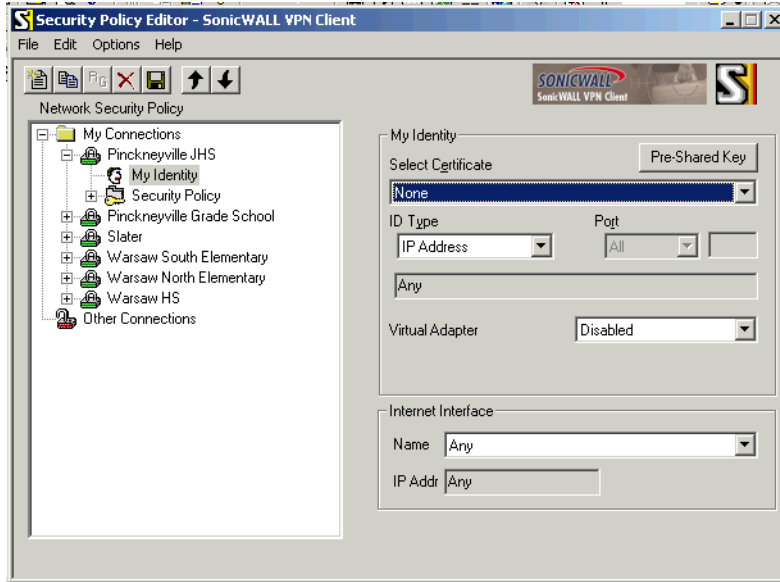 Security Policy Editor - SonicWALL VPN Client
File Edit Options Help
SONICWALL
SonicWALL VPN Client
Network Security Policy
My Connections
Pinckneyville JHS
My Identity
Security Policy
Pinckneyville Grade School
Slater
Warsaw South Elementary
Warsaw North Elementary
Warsaw HS
Other Connections
My Identity
Select Certificate
Pre-Shared Key
None
ID Type
Port
IP Address
All
Any
Virtual Adapter
Disabled
Internet Interface
Name
Any
IP Addr
Any